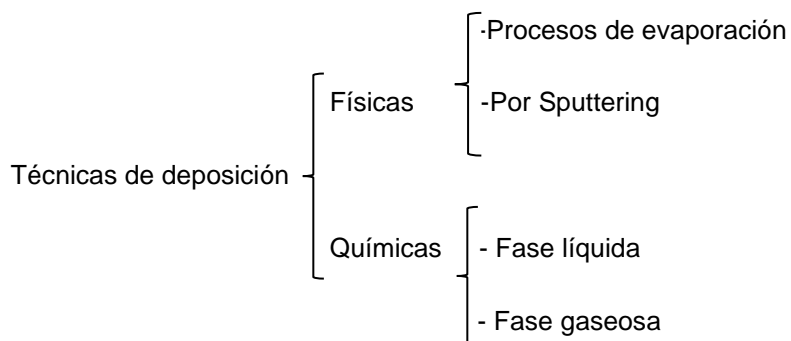 Técnicas de deposición
Físicas
-Procesos de evaporación
-Por Sputtering
Químicas
- Fase líquida
- Fase gaseosa